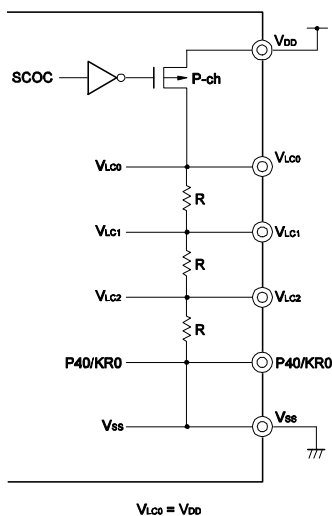 VDD
SCOC
P-ch
VLC0
VLC0
R
VLC1
VLC1
R
VLC2
VLC2
R
P40/KR0
P40/KR0
VSS
VSS
VLC0 = VDD